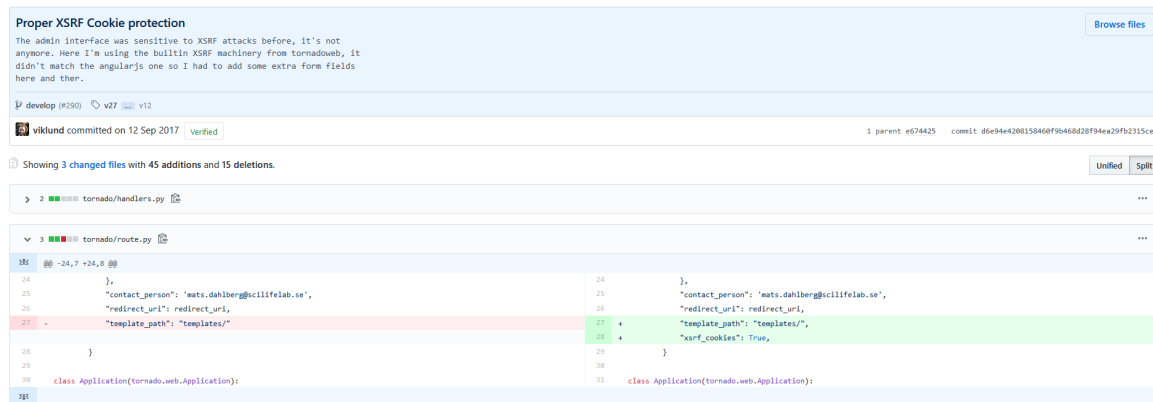 Proper XSRF Cookie protection
Browse files
The admin interface was sensitive to XSRF attacks before, it's not
anymore. Here I'm using the builtin XSRF machinery from tornadoweb, it
didn't match the angularjs one so I had to add some extra form fields
here and ther.
develop (#290) v27 ... v12
viklund committed on 12 Sep 2017 Verified
1 parent e674425 commit d6e94e4208158460f9b468d28f94ea29fb2315ce
Showing 3 changed files with 45 additions and 15 deletions.
Unified Split
2 tornado/handlers.py ...
3 tornado/route.py ...
@@ -24,7 +24,8 @@
24 }, 24 },
25 "contact_person": 'mats.dahlberg@scilifelab.se', 25 "contact_person": 'mats.dahlberg@scilifelab.se',
26 "redirect_uri": redirect_uri, 26 "redirect_uri": redirect_uri,
27 - "template_path": "templates/" 27 + "template_path": "templates/",
28 + "xsrf_cookies": True,
28 } 29 }
29 30
30 class Application(tornado.web.Application): 31 class Application(tornado.web.Application):